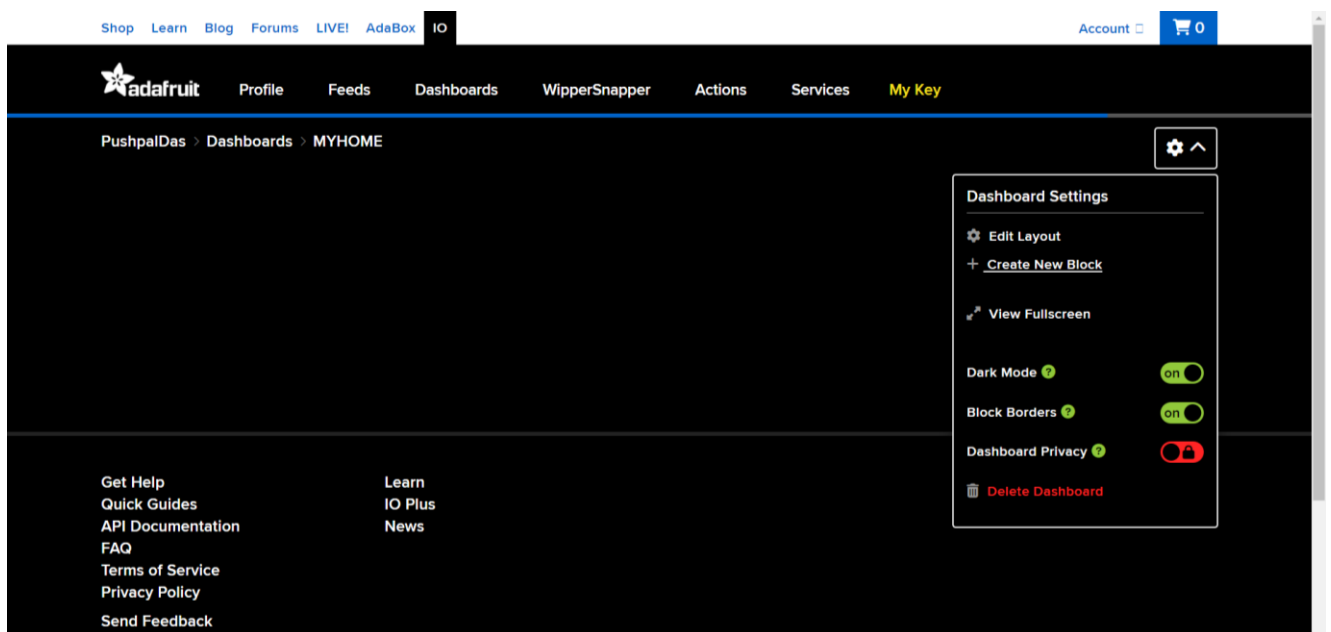 Shop Learn Blog Forums LIVE! AdaBox IO Account 0
adafruit Profile Feeds Dashboards WipperSnapper Actions Services My Key
PushpalDas > Dashboards > MYHOME
Dashboard Settings
Edit Layout
+ Create New Block
View Fullscreen
Dark Mode ? on
Block Borders ? on
Dashboard Privacy ?
Delete Dashboard
Get Help
Quick Guides
API Documentation
FAQ
Terms of Service
Privacy Policy
Send Feedback
Learn
IO Plus
News